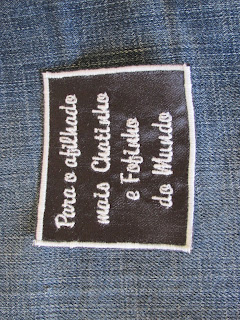 Para o afilhado
mais Chatinho
e Fofinho
do Mundo